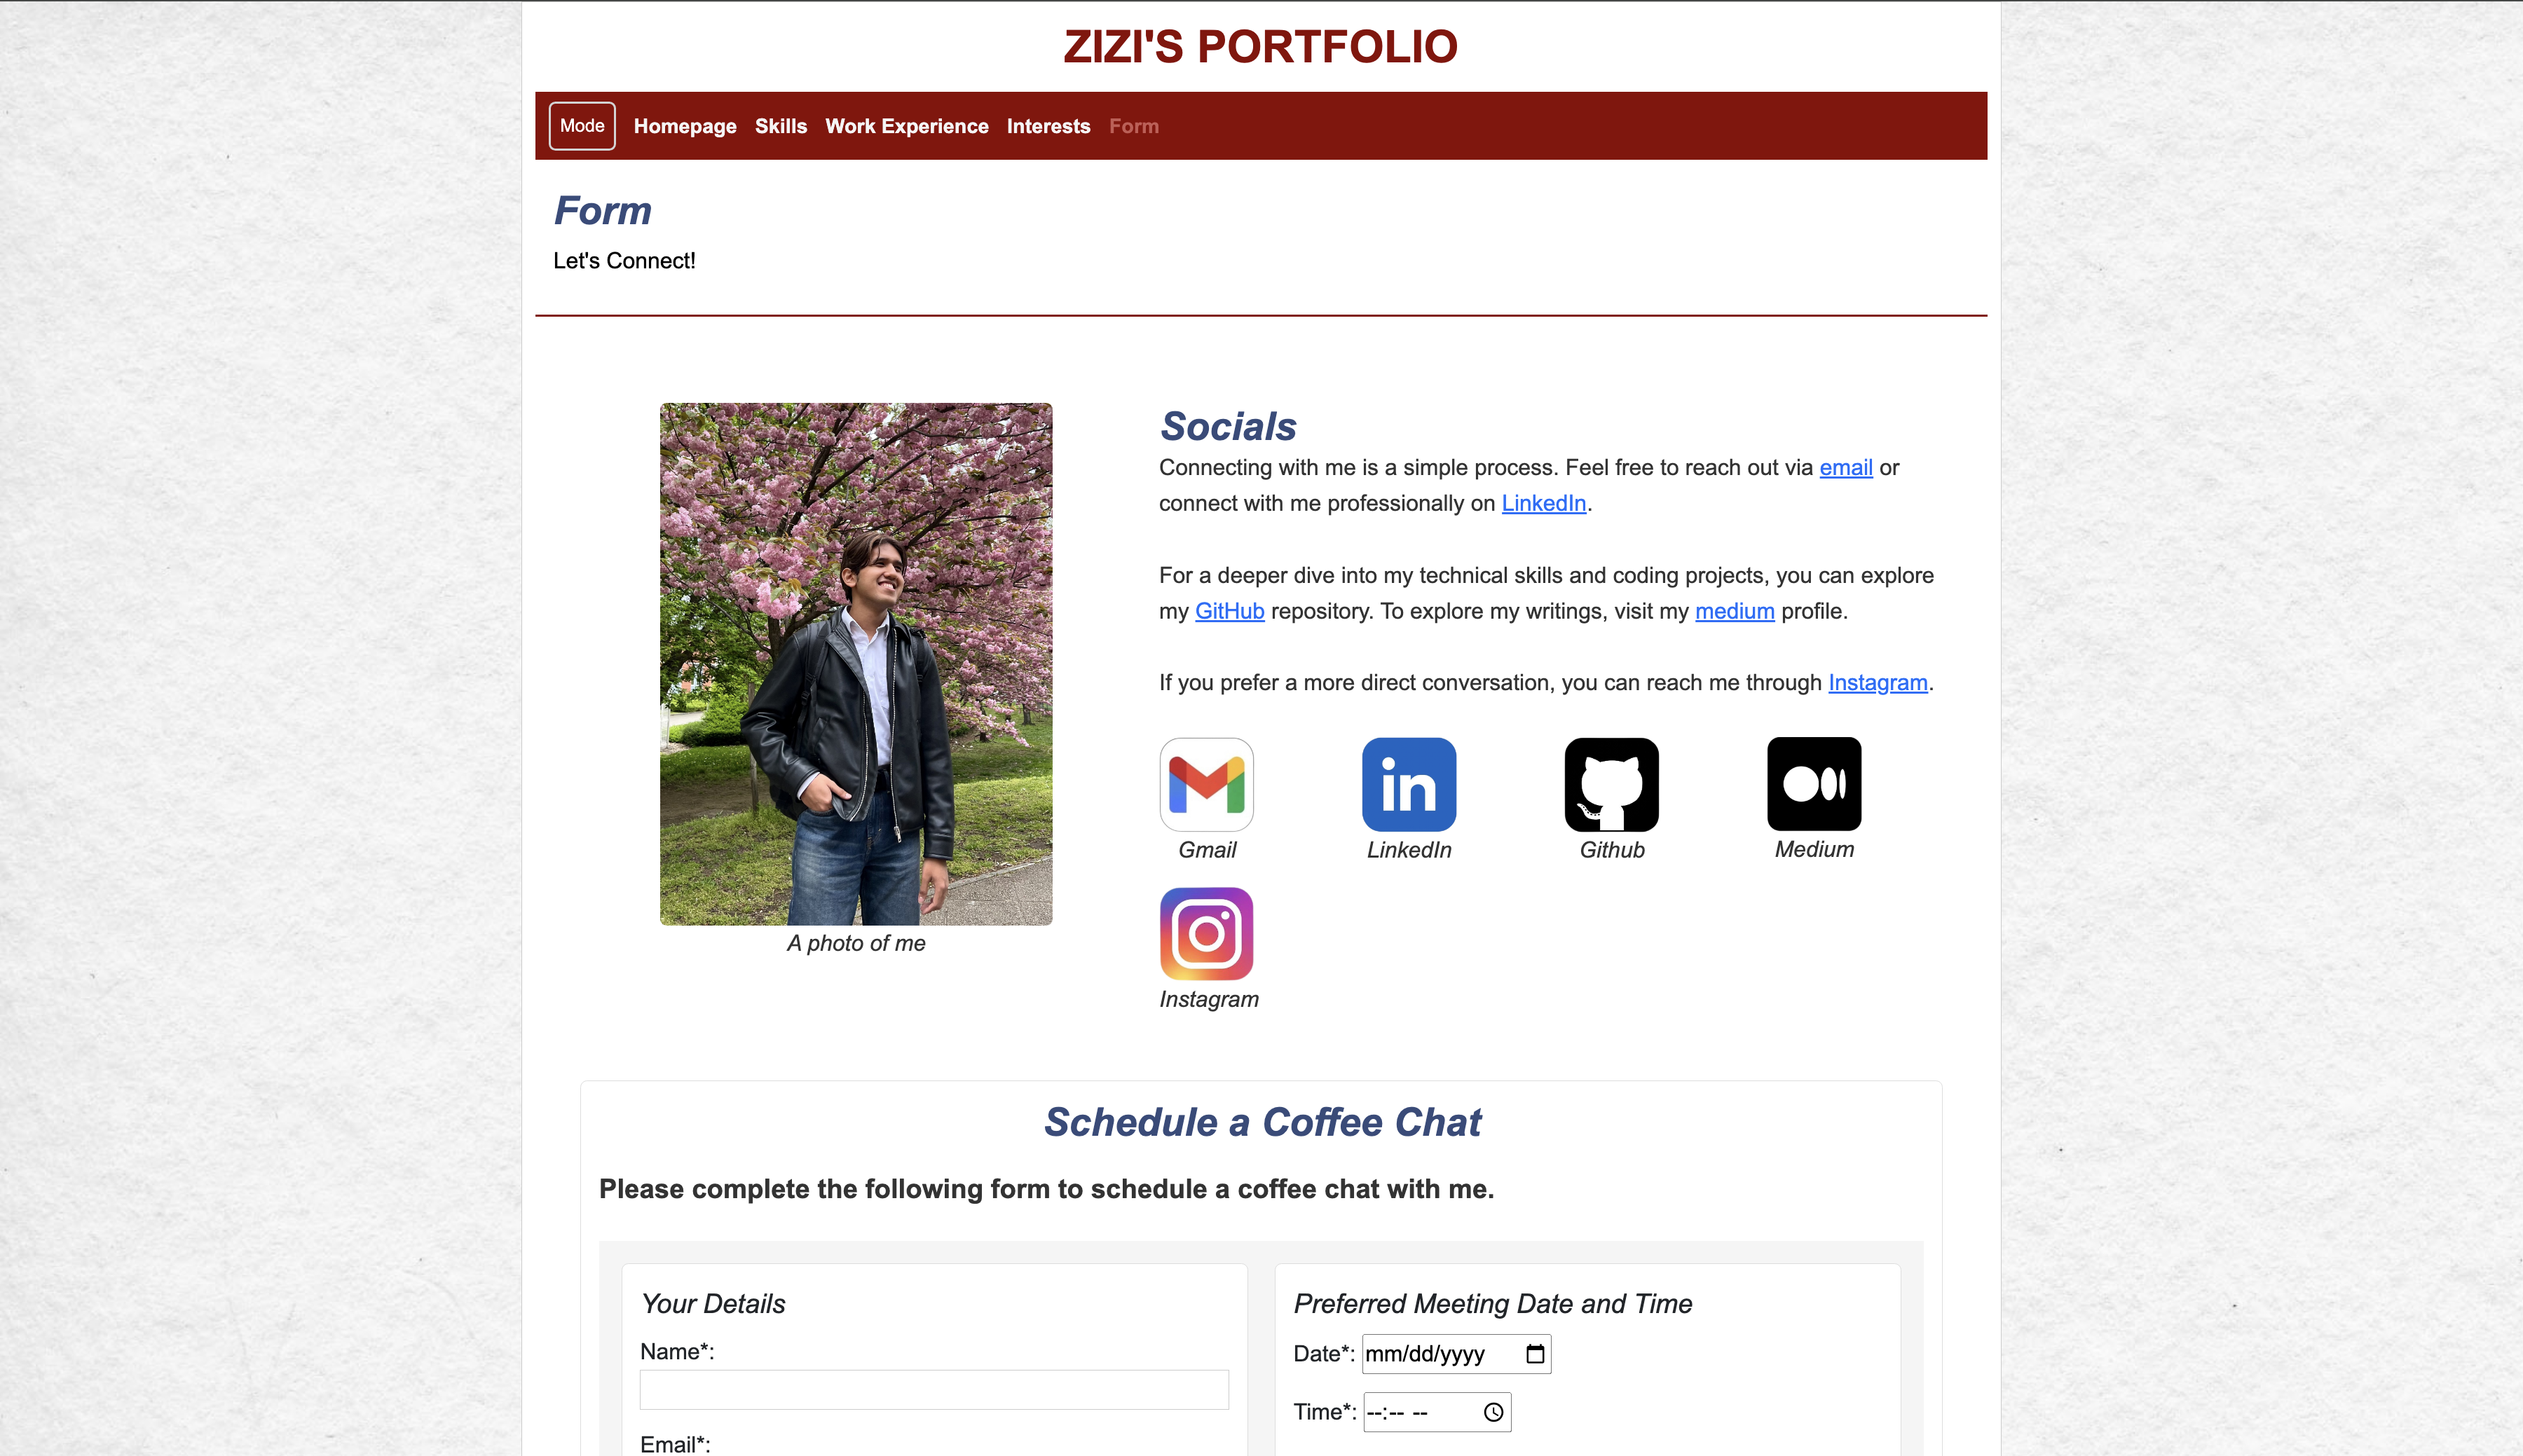 ZIZI'S PORTFOLIO
Mode Homepage Skills Work Experience Interests Form
Form
Let's Connect!
Socials
Connecting with me is a simple process. Feel free to reach out via email or
connect with me professionally on LinkedIn.
For a deeper dive into my technical skills and coding projects, you can explore
my GitHub repository. To explore my writings, visit my medium profile.
If you prefer a more direct conversation, you can reach me through Instagram.
in
Gmail LinkedIn Github Medium
Instagram
A photo of me
Schedule a Coffee Chat
Please complete the following form to schedule a coffee chat with me.
Your Details
Name*:
Email*:
Preferred Meeting Date and Time
Date*: mm/dd/yyyy
Time*: --:-- --